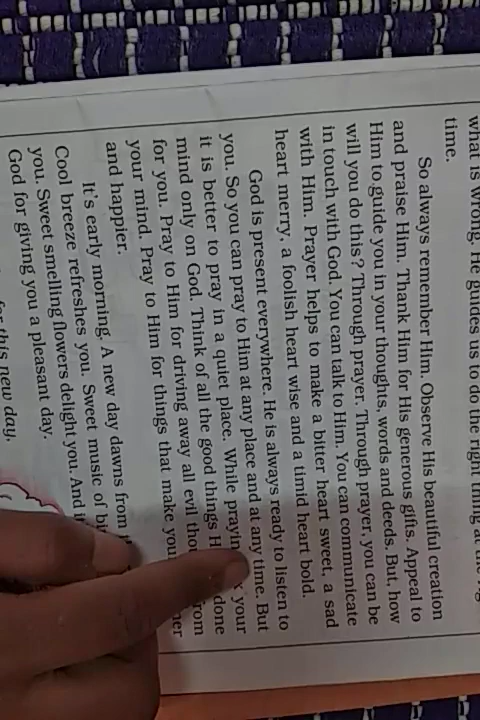 what is wrong. He guides us to do the right thing at the
time.
So always remember Him. Observe His beautiful creation
and praise Him. Thank Him for His generous gifts. Appeal to
Him to guide you in your thoughts, words and deeds. But, how
will you do this? Through prayer. Through prayer, you can be
in touch with God. You can talk to Him. You can communicate
with Him. Prayer helps to make a bitter heart sweet, a sad
heart merry, a foolish heart wise and a timid heart bold.
God is present everywhere. He is always ready to listen to
you. So you can pray to Him at any place and at any time. But
it is better to pray in a quiet place. While your
mind only on God. Think of all the good things done
for you. Pray to Him for driving away all evil from
your mind. Pray to Him for things that make you
and happier.
It's early morning. A new day dawns from
Cool breeze refreshes you. Sweet music of
you. Sweet smelling flowers delight you. And
God for giving you a pleasant day.
for this new day,